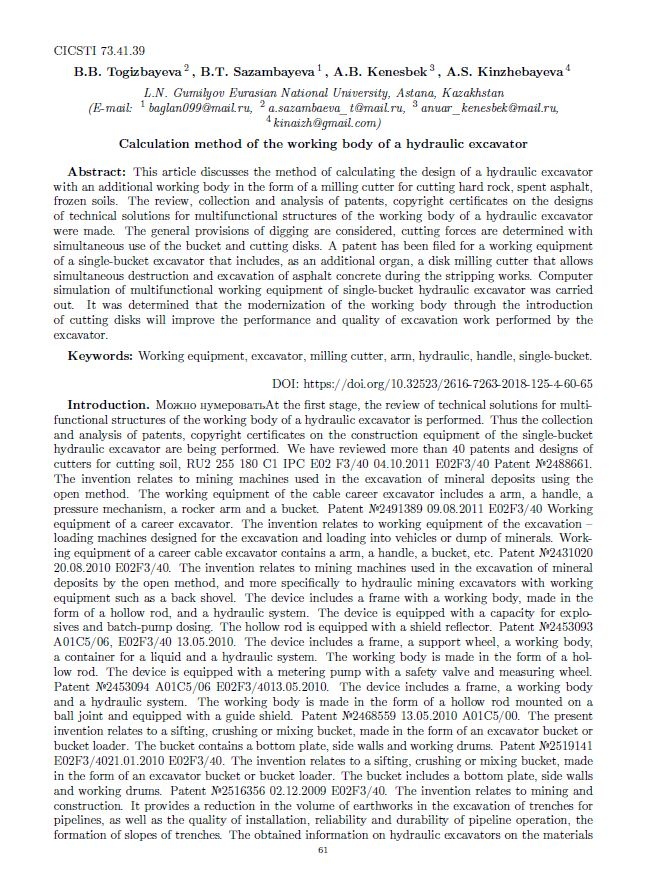 CICSTI 73.41.39
B.B. Togizbayeva 2 , B.T. Sazambayeva 1 , A.B. Kenesbek 3 , A.S. Kinzhebayeva 4
L.N. Gumilyov Eurasian National University, Astana, Kazakhstan
(E-mail: 1 baglan099@mail.ru, 2 a.sazambaeva_t@mail.ru, 3 anuar_kenesbek@mail.ru,
4 kinaizh@gmail.com)
Calculation method of the working body of a hydraulic excavator
Abstract: This article discusses the method of calculating the design of a hydraulic excavator
with an additional working body in the form of a milling cutter for cutting hard rock, spent asphalt,
frozen soils. The review, collection and analysis of patents, copyright certificates on the designs
of technical solutions for multifunctional structures of the working body of a hydraulic excavator
were made. The general provisions of digging are considered, cutting forces are determined with
simultaneous use of the bucket and cutting disks. A patent has been filed for a working equipment
of a single-bucket excavator that includes, as an additional organ, a disk milling cutter that allows
simultaneous destruction and excavation of asphalt concrete during the stripping works. Computer
simulation of multifunctional working equipment of single-bucket hydraulic excavator was carried
out. It was determined that the modernization of the working body through the introduction
of cutting disks will improve the performance and quality of excavation work performed by the
excavator.
Keywords: Working equipment, excavator, milling cutter, arm, hydraulic, handle, single-bucket.
DOI: https://doi.org/10.32523/2616-7263-2018-125-4-60-65
Introduction. Можно нумероватьAt the first stage, the review of technical solutions for multi-
functional structures of the working body of a hydraulic excavator is performed. Thus the collection
and analysis of patents, copyright certificates on the construction equipment of the single-bucket
hydraulic excavator are being performed. We have reviewed more than 40 patents and designs of
cutters for cutting soil, RU2 255 180 C1 IPC E02 F3/40 04.10.2011 E02F3/40 Patent №2488661.
The invention relates to mining machines used in the excavation of mineral deposits using the
open method. The working equipment of the cable career excavator includes a arm, a handle, a
pressure mechanism, a rocker arm and a bucket. Patent №2491389 09.08.2011 E02F3/40 Working
equipment of a career excavator. The invention relates to working equipment of the excavation –
loading machines designed for the excavation and loading into vehicles or dump of minerals. Work-
ing equipment of a career cable excavator contains a arm, a handle, a bucket, etc. Patent №2431020
20.08.2010 E02F3/40. The invention relates to mining machines used in the excavation of mineral
deposits by the open method, and more specifically to hydraulic mining excavators with working
equipment such as a back shovel. The device includes a frame with a working body, made in the
form of a hollow rod, and a hydraulic system. The device is equipped with a capacity for explo-
sives and batch-pump dosing. The hollow rod is equipped with a shield reflector. Patent №2453093
A01C5/06, E02F3/40 13.05.2010. The device includes a frame, a support wheel, a working body,
a container for a liquid and a hydraulic system. The working body is made in the form of a hol-
low rod. The device is equipped with a metering pump with a safety valve and measuring wheel.
Patent №2453094 A01C5/06 E02F3/4013.05.2010. The device includes a frame, a working body
and a hydraulic system. The working body is made in the form of a hollow rod mounted on a
ball joint and equipped with a guide shield. Patent №2468559 13.05.2010 A01C5/00. The present
invention relates to a sifting, crushing or mixing bucket, made in the form of an excavator bucket or
bucket loader. The bucket contains a bottom plate, side walls and working drums. Patent №2519141
E02F3/4021.01.2010 E02F3/40. The invention relates to a sifting, crushing or mixing bucket, made
in the form of an excavator bucket or bucket loader. The bucket includes a bottom plate, side walls
and working drums. Patent №2516356 02.12.2009 E02F3/40. The invention relates to mining and
construction. It provides a reduction in the volume of earthworks in the excavation of trenches for
pipelines, as well as the quality of installation, reliability and durability of pipeline operation, the
formation of slopes of trenches. The obtained information on hydraulic excavators on the materials
61